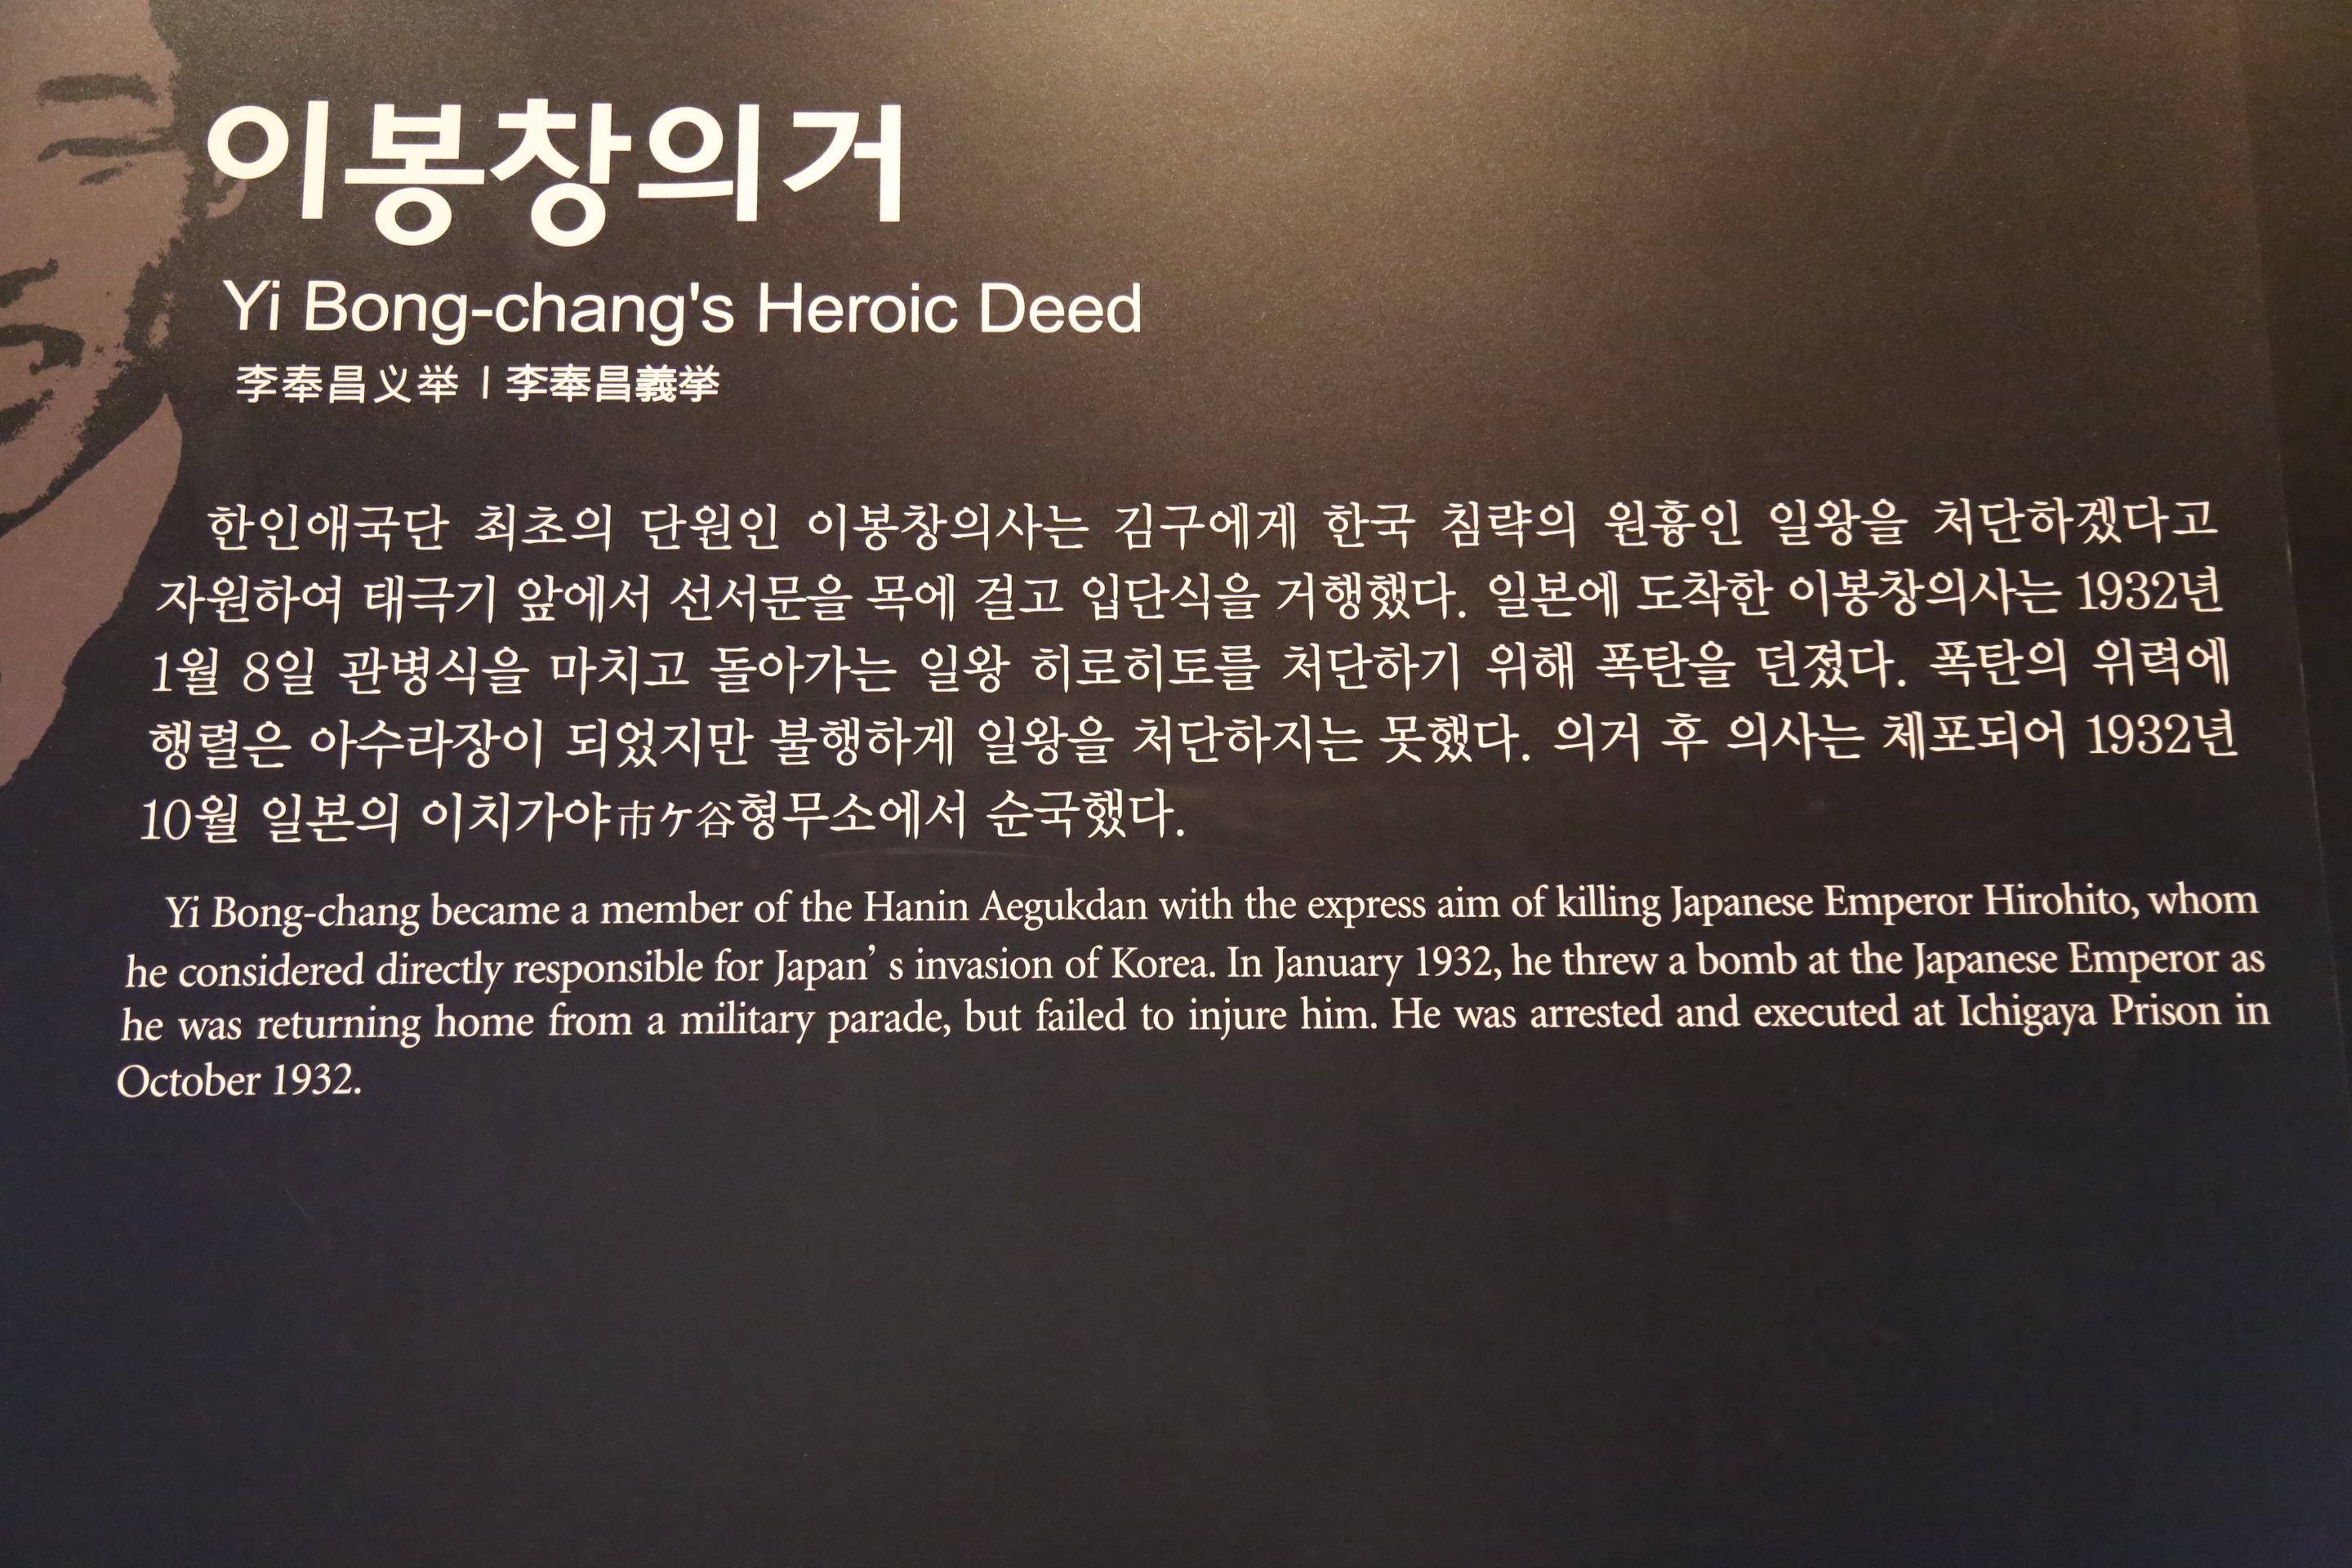 이봉창의거
Yi Bong-chang's Heroic Deed
李奉昌义举 | 李奉昌義挙
한인애국단 최초의 단원인 이봉창의사는 김구에게 한국 침략의 원흉인 일왕을 처단하겠다고
자원하여 태극기 앞에서 선서문을 목에 걸고 입단식을 거행했다. 일본에 도착한 이봉창의사는 1932년
1월 8일 관병식을 마치고 돌아가는 일왕 히로히토를 처단하기 위해 폭탄을 던졌다. 폭탄의 위력에
행렬은 아수라장이 되었지만 불행하게 일왕을 처단하지는 못했다. 의거 후 의사는 체포되어 1932년
10월 일본의 이치가야市ケ谷형무소에서 순국했다.
Yi Bong-chang became a member of the Hanin Aegukdan with the express aim of killing Japanese Emperor Hirohito, whom
he considered directly responsible for Japan’ s invasion of Korea. In January 1932, he threw a bomb at the Japanese Emperor as
he was returning home from a military parade, but failed to injure him. He was arrested and executed at Ichigaya Prison in
October 1932.